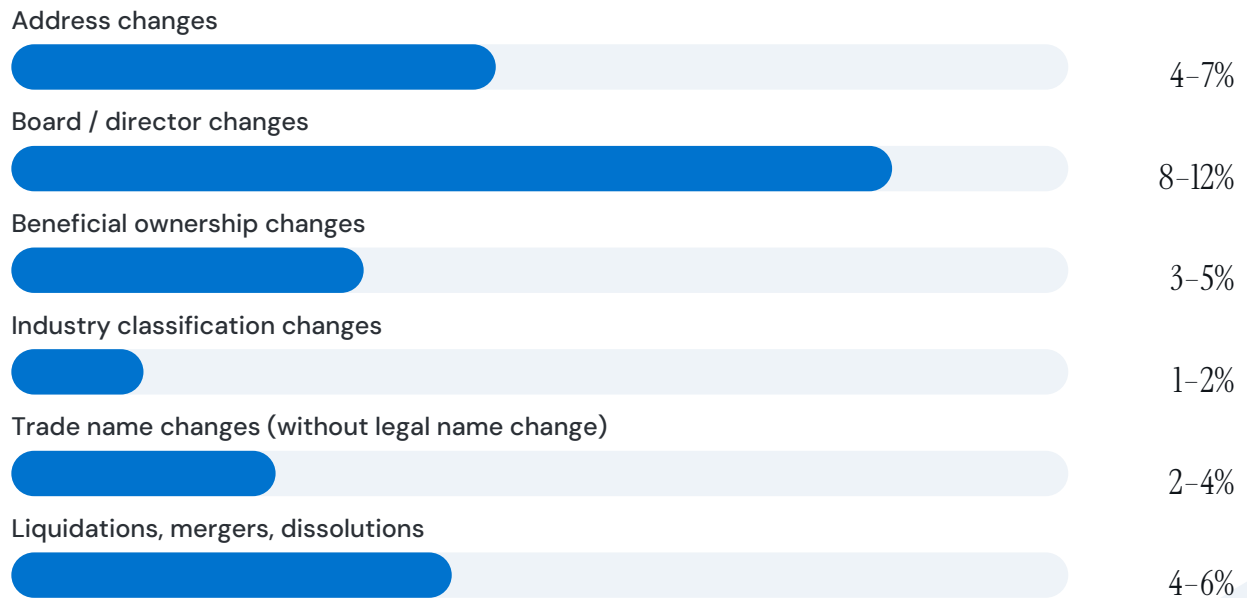 Address changes
4–7%
Board / director changes
8–12%
Beneficial ownership changes
3–5%
Industry classification changes
1–2%
Trade name changes (without legal name change)
2–4%
Liquidations, mergers, dissolutions
4–6%